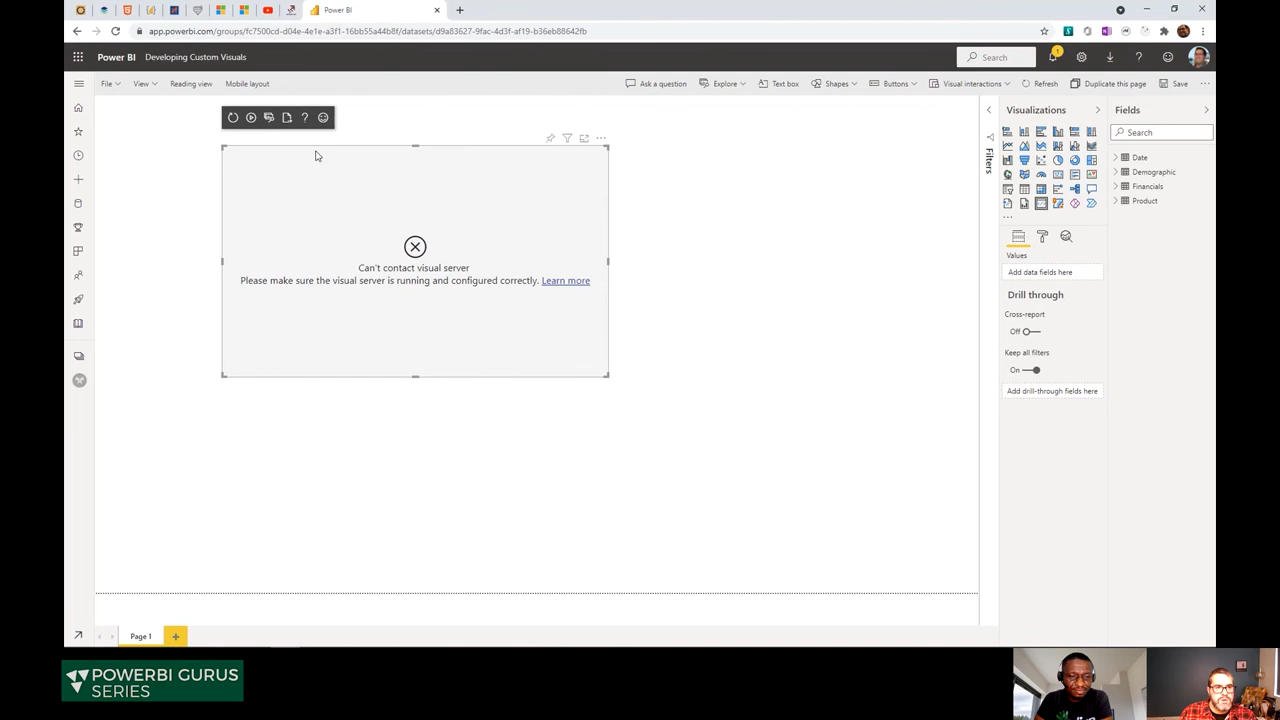 Power BI
app.powerbi.com/groups/fc7500cd-d04e-4e1e-a3f1-16bb55a44b8f/datasets/d9a83627-9fac-4d3f-af19-b36eb88642fb
Power BI Developing Custom Visuals Search 1
File View Reading view Mobile layout Ask a question Explore Text box Shapes Buttons Visual interactions Refresh Duplicate this page Save
Visualizations Fields
Search
Filters
Date
Demographic
Financials
Product
Can't contact visual server
Please make sure the visual server is running and configured correctly. Learn more
Values
Add data fields here
Drill through
Cross-report
Off
Keep all filters
On
Add drill-through fields here
Page 1
POWERBI GURUS
SERIES